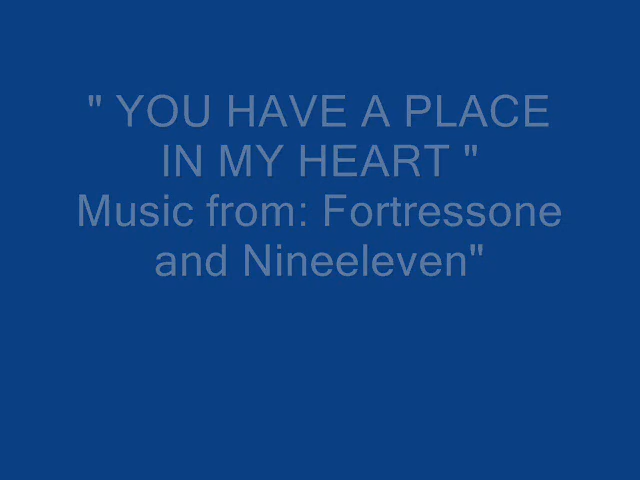 " YOU HAVE A PLACE
IN MY HEART "
Music from: Fortressone
and Nineeleven"